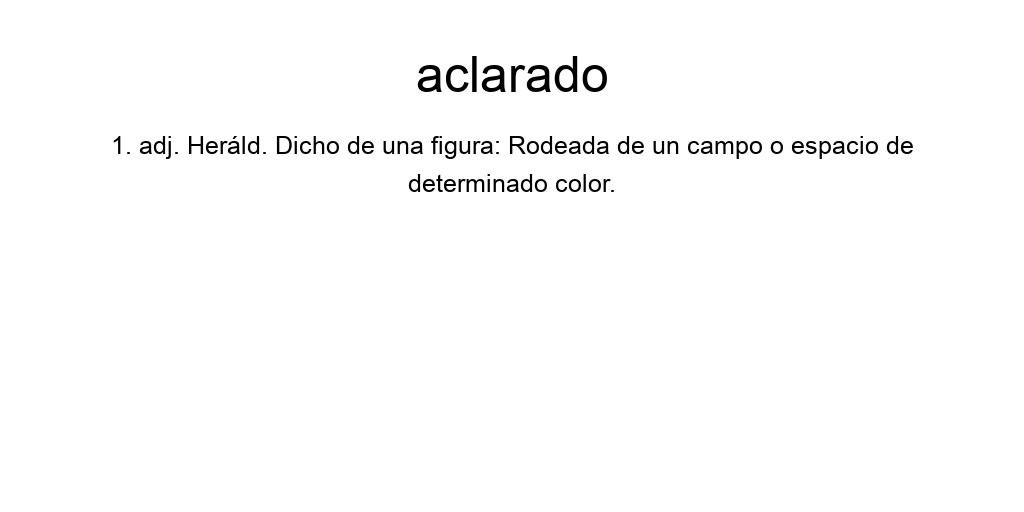 aclarado
1. adj. Heráld. Dicho de una figura: Rodeada de un campo o espacio de
determinado color.